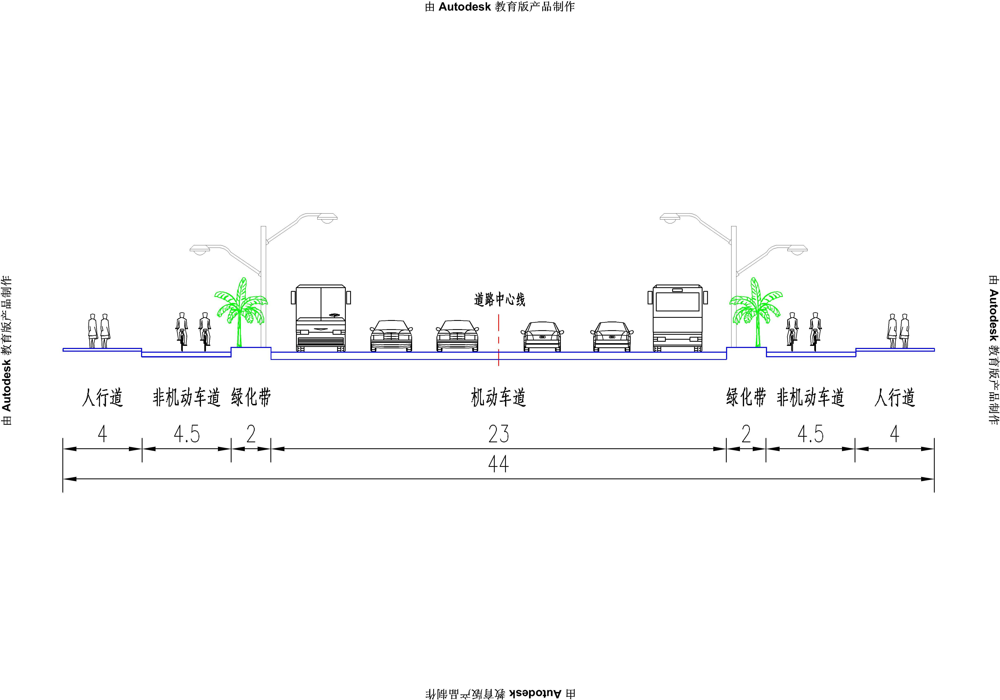 由 Autodesk 教育版产品制作
由 Autodesk 教育版产品制作
由 Autodesk 教育版产品制作
道路中心线
人行道 非机动车道 绿化带 机动车道 绿化带 非机动车道 人行道
4 4.5 2 23 2 4.5 4
44
由 Autodesk 教育版产品制作